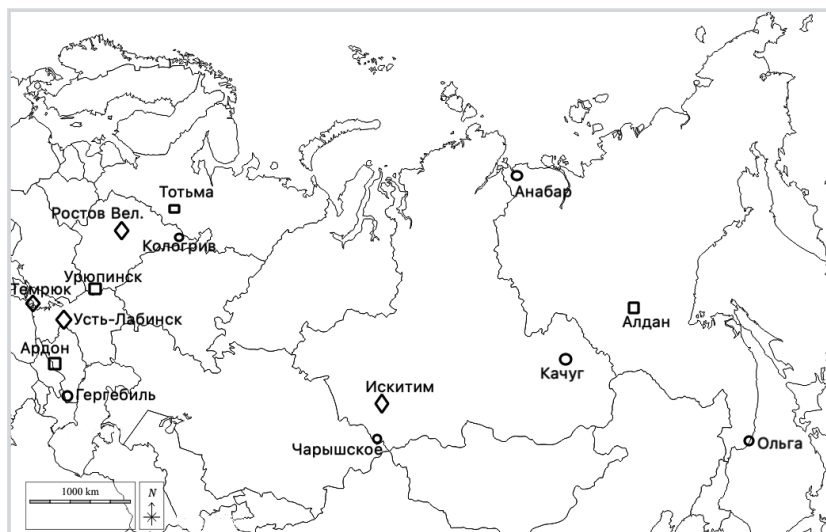 Анабар
Тотьма
Ростов Вел.
Кологрив
Урюпинск
Темрюк
Усть-Лабинск
Алдан
Ардон
Качуг
Искитим
Гергебиль
Чарышское
Ольга
1000 km
N